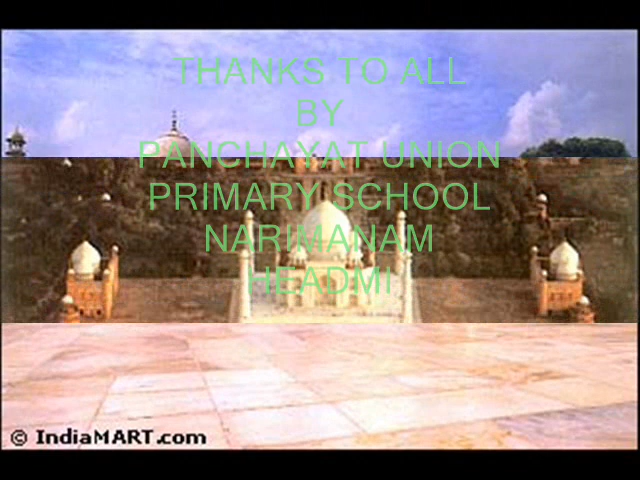 THANKS TO ALL
BY
PANCHAYAT UNION
PRIMARY SCHOOL
NARIMANAM
HEADMI
© IndiaMART.com